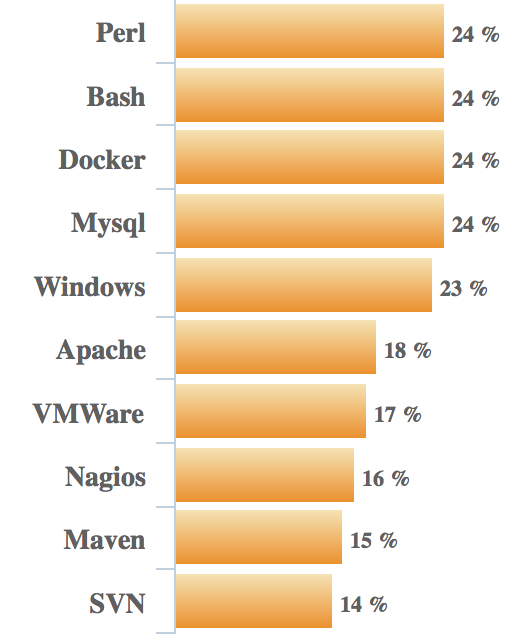 Perl 24 %
Bash 24 %
Docker 24 %
Mysql 24 %
Windows 23 %
Apache 18 %
VMWare 17 %
Nagios 16 %
Maven 15 %
SVN 14 %